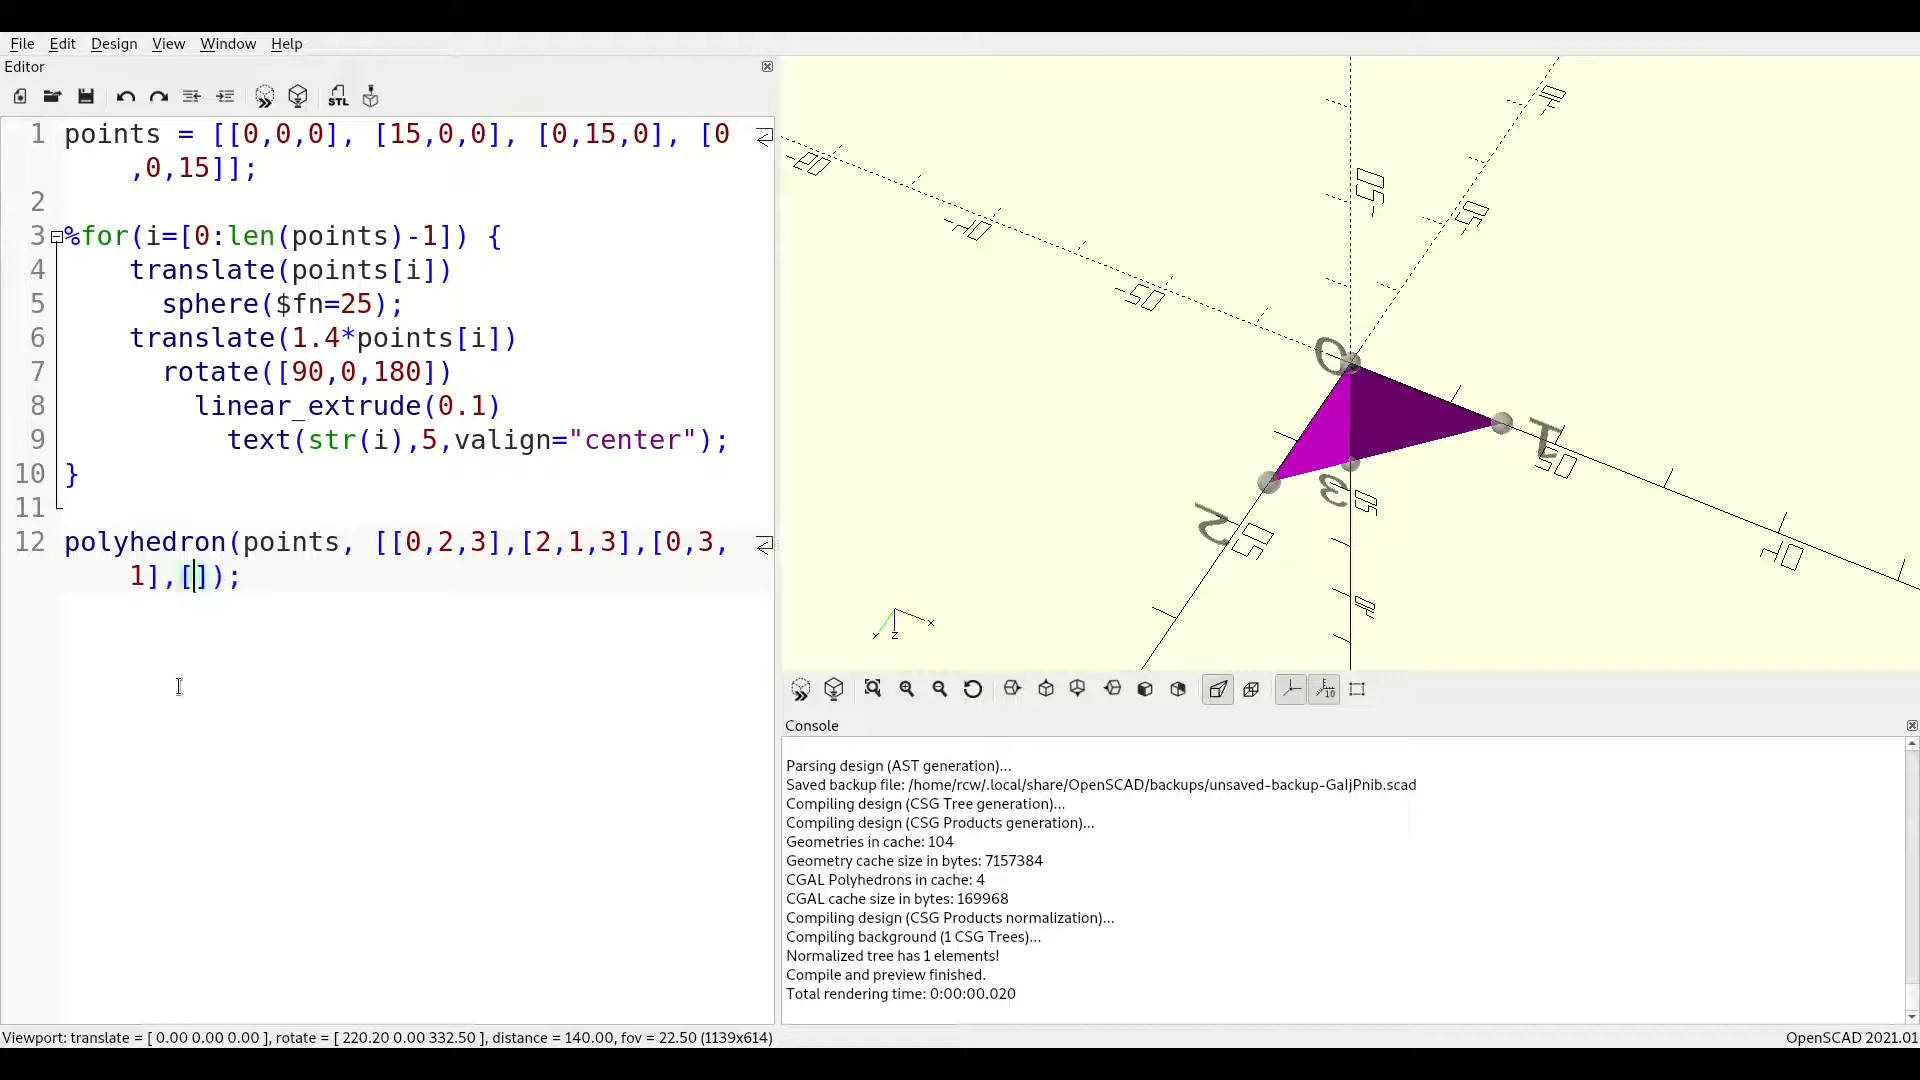 File Edit Design View Window Help
Editor
STL
1 points = [[0,0,0], [15,0,0], [0,15,0], [0
,0,15]];
2
3 %for(i=[0:len(points)-1]) {
4 translate(points[i])
5 sphere($fn=25);
6 translate(1.4*points[i])
7 rotate([90,0,180])
8 linear_extrude(0.1)
9 text(str(i),5,valign="center");
10 }
11
12 polyhedron(points, [[0,2,3],[2,1,3],[0,3,
1],[]);
0
1
2
3
x
y
z
10
Console
Parsing design (AST generation)...
Saved backup file: /home/rcw/.local/share/OpenSCAD/backups/unsaved-backup-GaljPnib.scad
Compiling design (CSG Tree generation)...
Compiling design (CSG Products generation)...
Geometries in cache: 104
Geometry cache size in bytes: 7157384
CGAL Polyhedrons in cache: 4
CGAL cache size in bytes: 169968
Compiling design (CSG Products normalization)...
Compiling background (1 CSG Trees)...
Normalized tree has 1 elements!
Compile and preview finished.
Total rendering time: 0:00:00.020
Viewport: translate = [ 0.00 0.00 0.00 ], rotate = [ 220.20 0.00 332.50 ], distance = 140.00, fov = 22.50 (1139x614)
OpenSCAD 2021.01